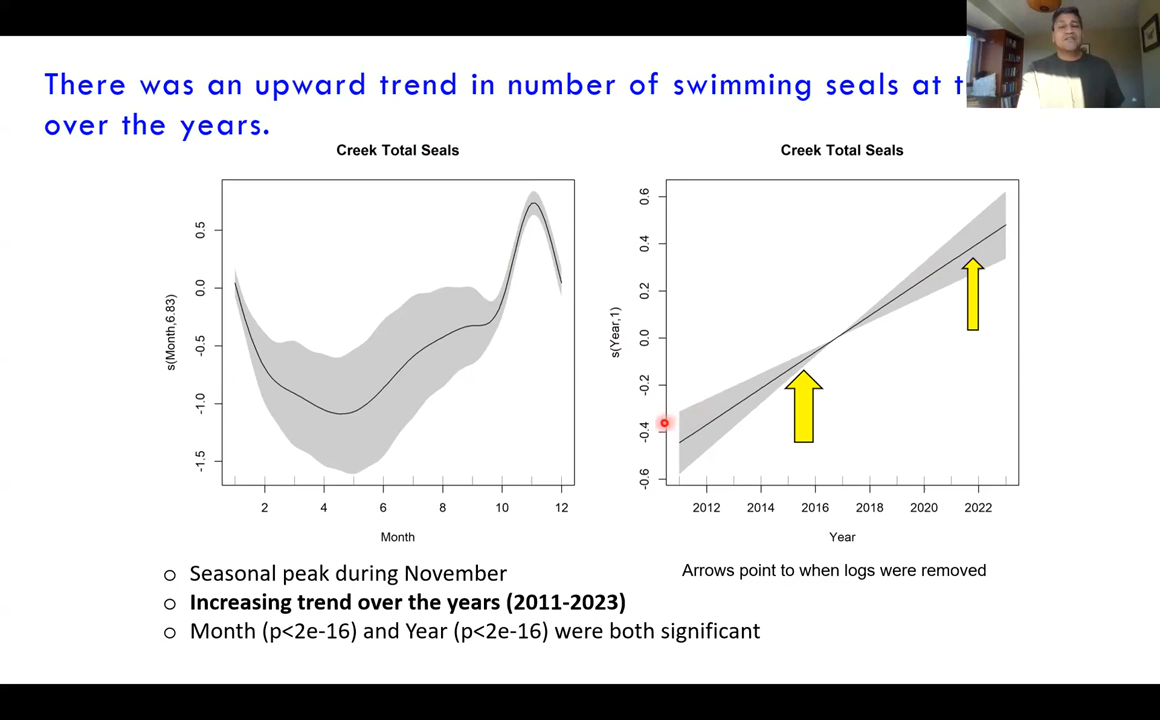 There was an upward trend in number of swimming seals at
over the years.
Creek Total Seals
s(Month,6.83)
0.5
0.0
-0.5
-1.0
-1.5
2 4 6 8 10 12
Month
Creek Total Seals
s(Year,1)
0.6
0.4
0.2
0.0
-0.2
-0.4
-0.6
2012 2014 2016 2018 2020 2022
Year
Arrows point to when logs were removed
o Seasonal peak during November
o Increasing trend over the years (2011-2023)
o Month (p<2e-16) and Year (p<2e-16) were both significant